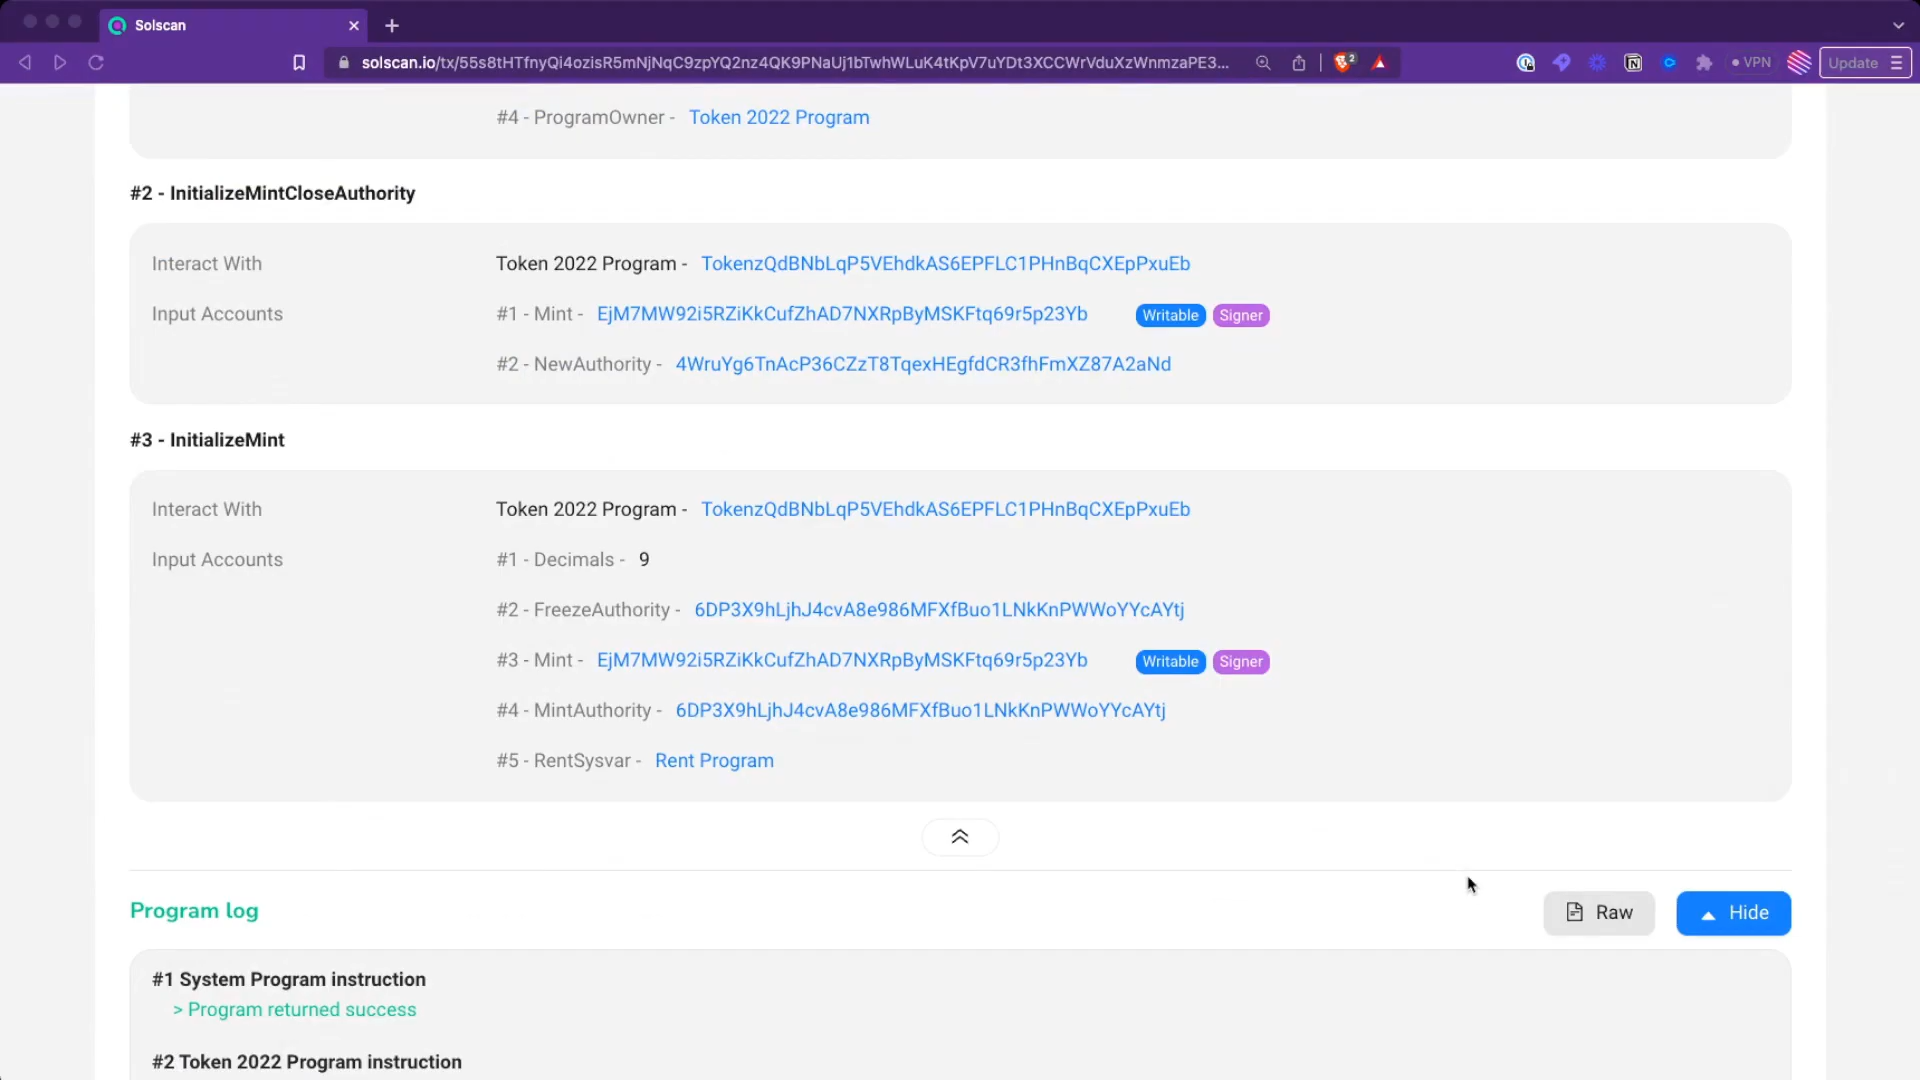 Solscan
solscan.io/tx/55s8tHTfnyQi4ozisR5mNjNqC9zpYQ2nz4QK9PNaUj1bTwhWLuK4tKpV7uYDt3XCCWrVduXzWnmzaPE3...
2
VPN
Update
#4 - ProgramOwner - Token 2022 Program
#2 - InitializeMintCloseAuthority
Interact With Token 2022 Program - TokenzQdBNbLqP5VEhdkAS6EPFLC1PHnBqCXEpPxuEb
Input Accounts #1 - Mint - EjM7MW92i5RZiKkCufZhAD7NXRpByMSKFtq69r5p23Yb Writable Signer
#2 - NewAuthority - 4WruYg6TnAcP36CZzT8TqexHEgfdCR3fhFmXZ87A2aNd
#3 - InitializeMint
Interact With Token 2022 Program - TokenzQdBNbLqP5VEhdkAS6EPFLC1PHnBqCXEpPxuEb
Input Accounts #1 - Decimals - 9
#2 - FreezeAuthority - 6DP3X9hLjhJ4cvA8e986MFXfBuo1LNkKnPWWoYYcAYtj
#3 - Mint - EjM7MW92i5RZiKkCufZhAD7NXRpByMSKFtq69r5p23Yb Writable Signer
#4 - MintAuthority - 6DP3X9hLjhJ4cvA8e986MFXfBuo1LNkKnPWWoYYcAYtj
#5 - RentSysvar - Rent Program
Program log Raw Hide
#1 System Program instruction
> Program returned success
#2 Token 2022 Program instruction